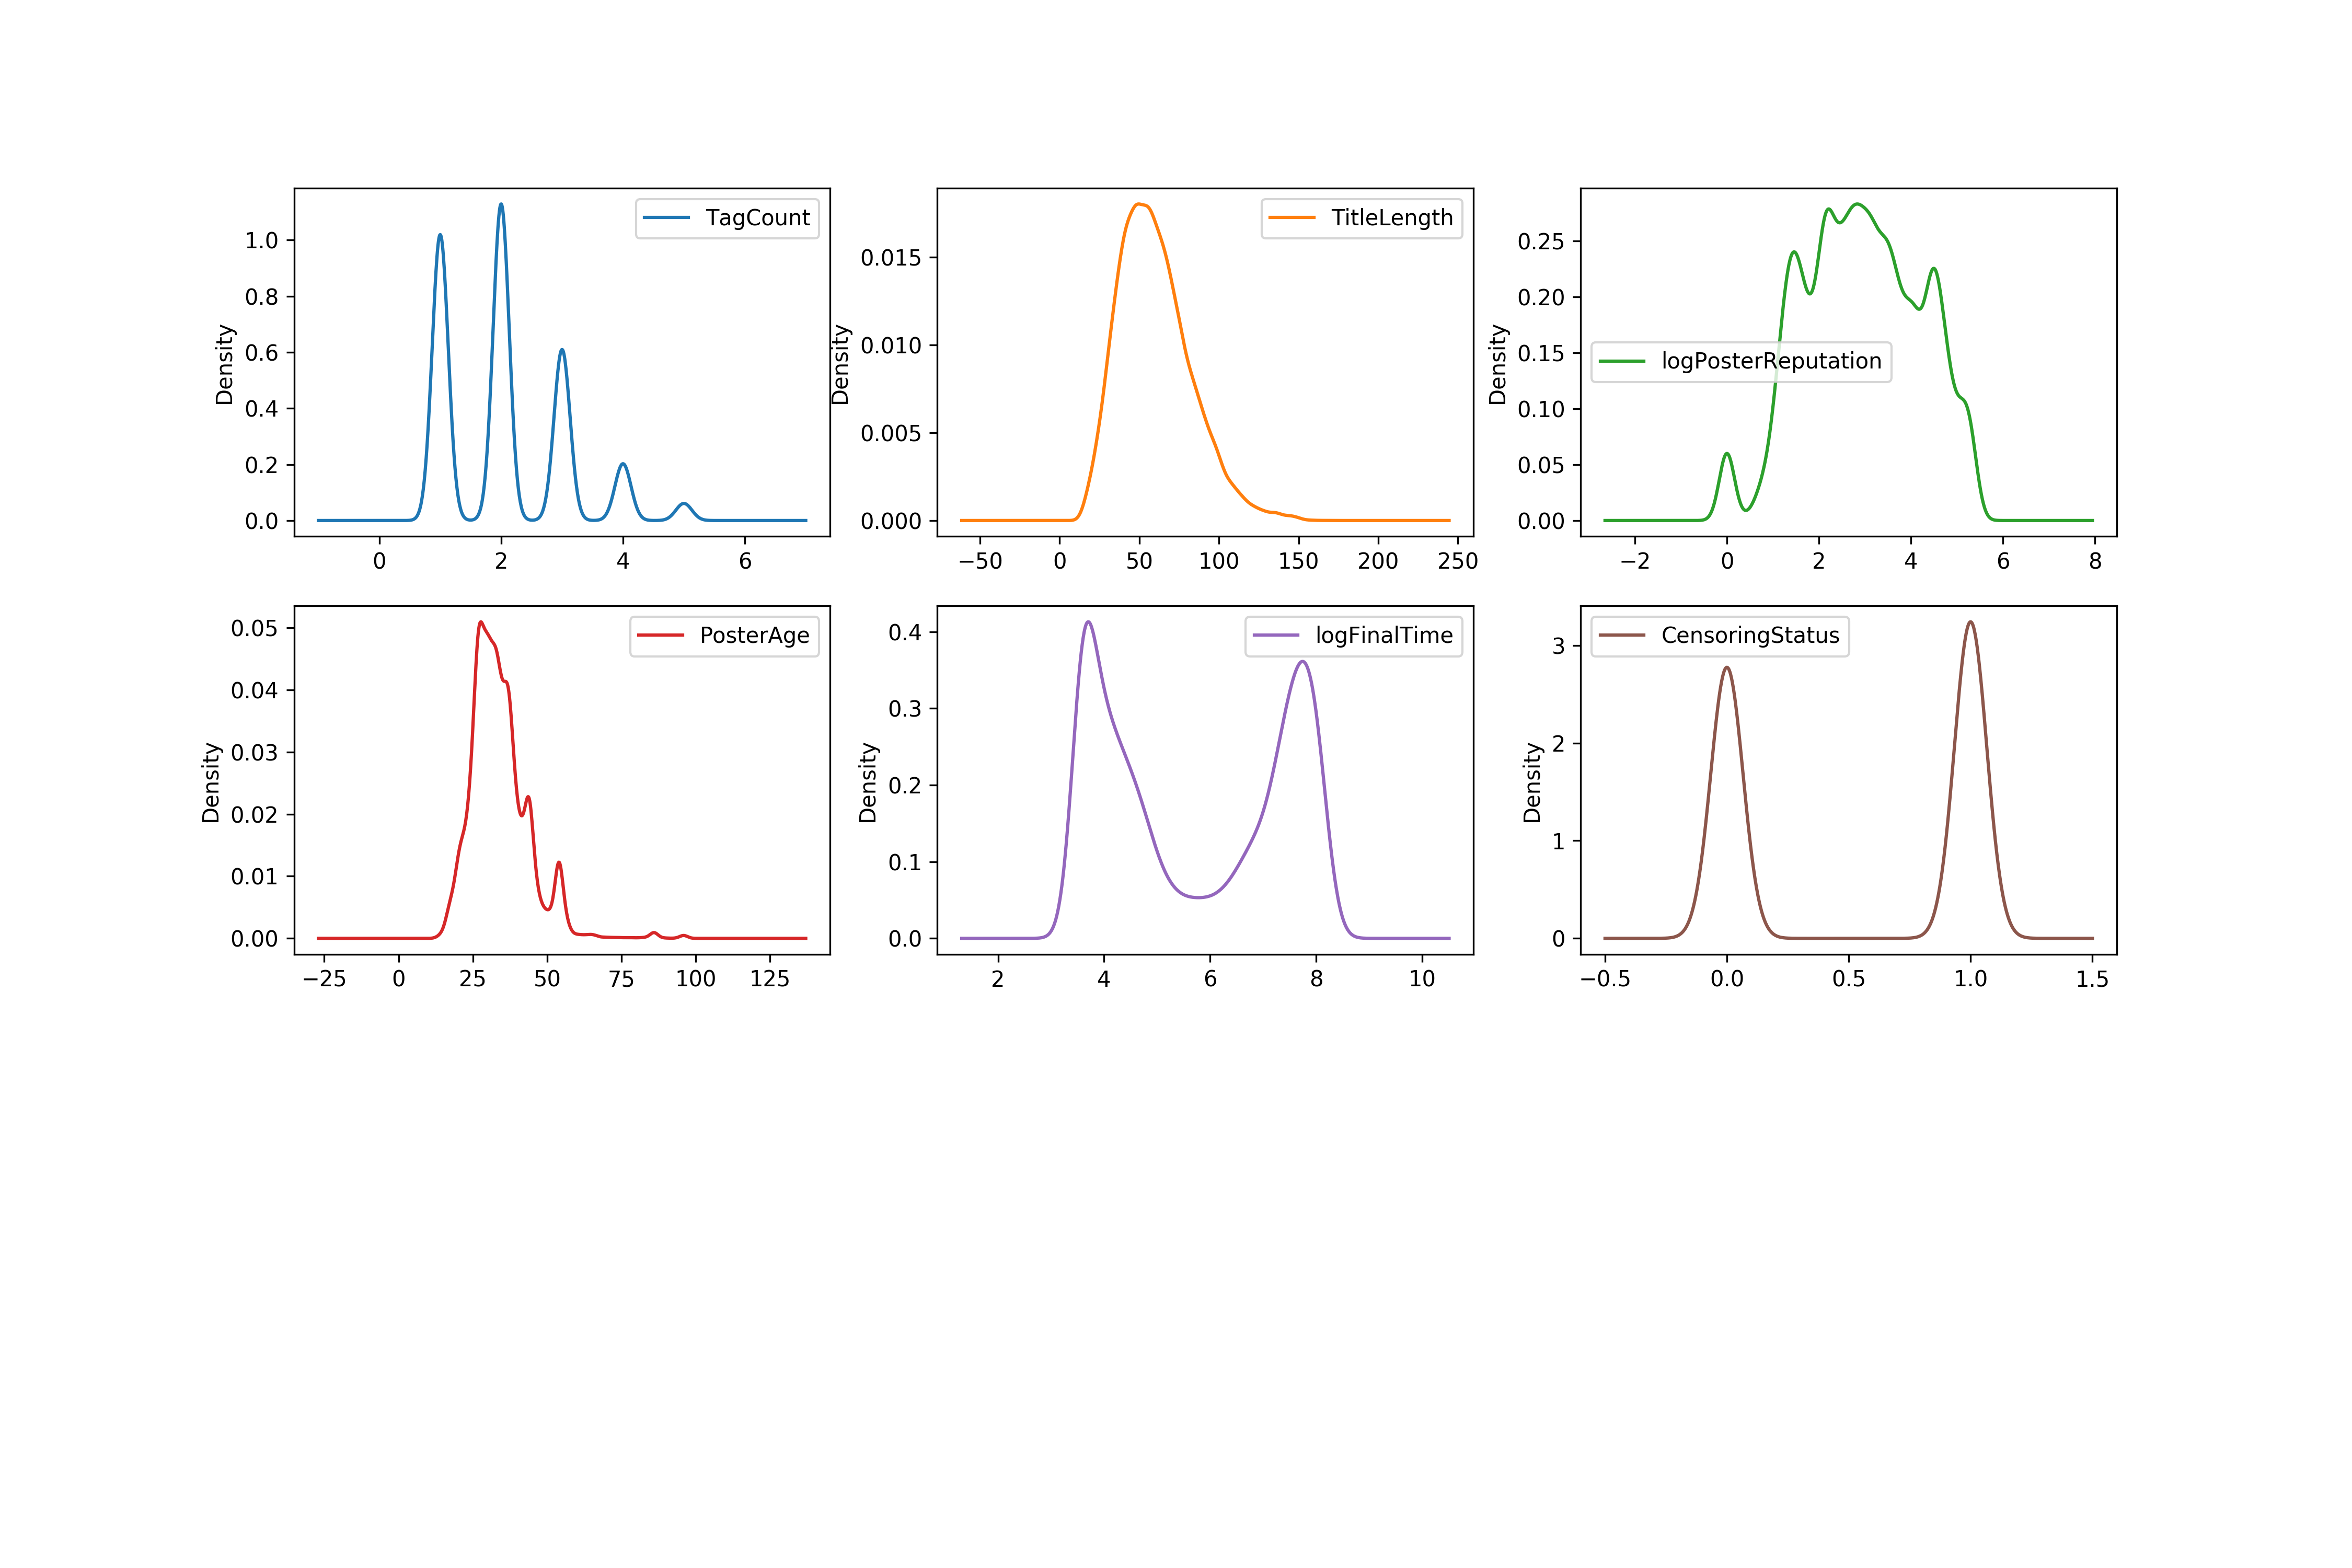 TagCount
Density
1.0
0.8
0.6
0.4
0.2
0.0
0 2 4 6
TitleLength
Density
0.015
0.010
0.005
0.000
−50 0 50 100 150 200 250
logPosterReputation
Density
0.25
0.20
0.15
0.10
0.05
0.00
−2 0 2 4 6 8
PosterAge
Density
0.05
0.04
0.03
0.02
0.01
0.00
−25 0 25 50 75 100 125
logFinalTime
Density
0.4
0.3
0.2
0.1
0.0
2 4 6 8 10
CensoringStatus
Density
3
2
1
0
−0.5 0.0 0.5 1.0 1.5